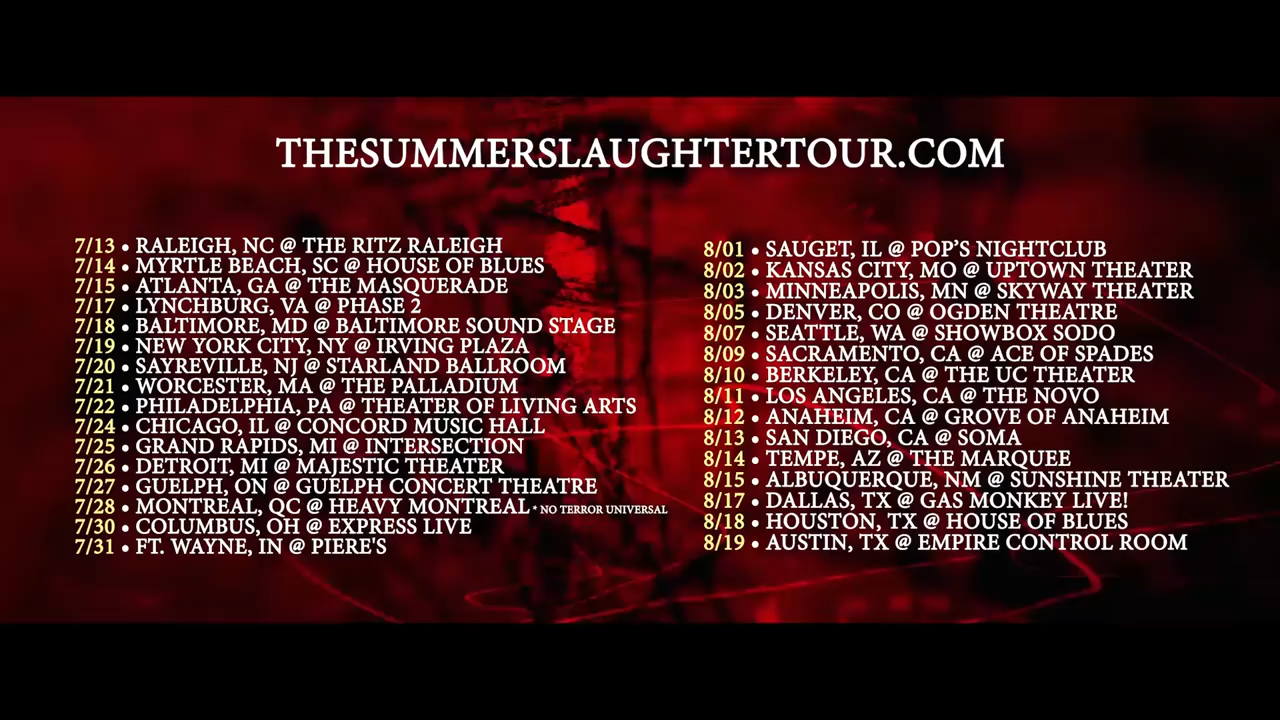 THESUMMERSLAUGHTERTOUR.COM
7/13 • RALEIGH, NC @ THE RITZ RALEIGH
7/14 • MYRTLE BEACH, SC @ HOUSE OF BLUES
7/15 • ATLANTA, GA @ THE MASQUERADE
7/17 • LYNCHBURG, VA @ PHASE 2
7/18 • BALTIMORE, MD @ BALTIMORE SOUND STAGE
7/19 • NEW YORK CITY, NY @ IRVING PLAZA
7/20 • SAYREVILLE, NJ @ STARLAND BALLROOM
7/21 • WORCESTER, MA @ THE PALLADIUM
7/22 • PHILADELPHIA, PA @ THEATER OF LIVING ARTS
7/24 • CHICAGO, IL @ CONCORD MUSIC HALL
7/25 • GRAND RAPIDS, MI @ INTERSECTION
7/26 • DETROIT, MI @ MAJESTIC THEATER
7/27 • GUELPH, ON @ GUELPH CONCERT THEATRE
7/28 • MONTREAL, QC @ HEAVY MONTREAL * NO TERROR UNIVERSAL
7/30 • COLUMBUS, OH @ EXPRESS LIVE
7/31 • FT. WAYNE, IN @ PIERE'S
8/01 • SAUGET, IL @ POP’S NIGHTCLUB
8/02 • KANSAS CITY, MO @ UPTOWN THEATER
8/03 • MINNEAPOLIS, MN @ SKYWAY THEATER
8/05 • DENVER, CO @ OGDEN THEATRE
8/07 • SEATTLE, WA @ SHOWBOX SODO
8/09 • SACRAMENTO, CA @ ACE OF SPADES
8/10 • BERKELEY, CA @ THE UC THEATER
8/11 • LOS ANGELES, CA @ THE NOVO
8/12 • ANAHEIM, CA @ GROVE OF ANAHEIM
8/13 • SAN DIEGO, CA @ SOMA
8/14 • TEMPE, AZ @ THE MARQUEE
8/15 • ALBUQUERQUE, NM @ SUNSHINE THEATER
8/17 • DALLAS, TX @ GAS MONKEY LIVE!
8/18 • HOUSTON, TX @ HOUSE OF BLUES
8/19 • AUSTIN, TX @ EMPIRE CONTROL ROOM